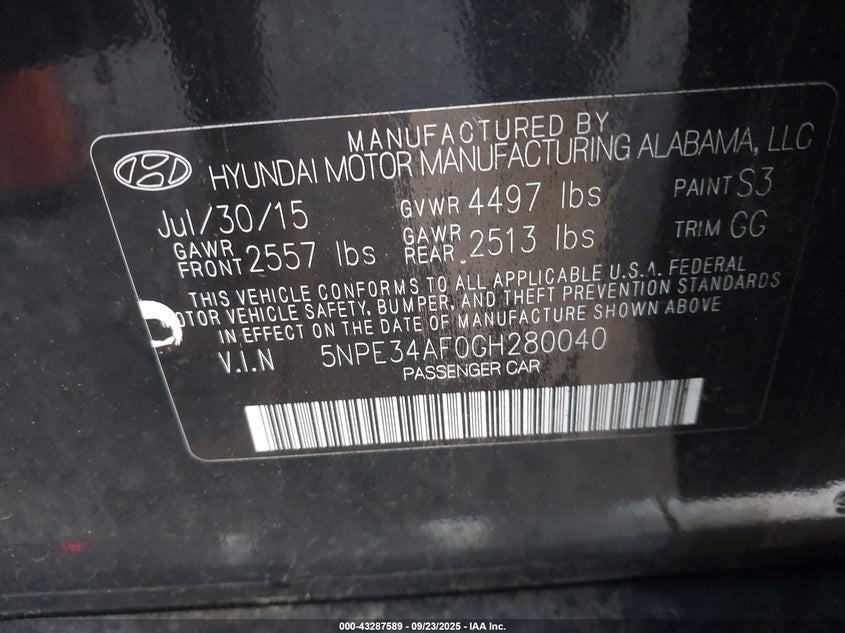 MANUFACTURED BY
HYUNDAI MOTOR MANUFACTURING ALABAMA, LLC
Jul/30/15 GVWR 4497 lbs PAINT S3
GAWR FRONT 2557 lbs GAWR REAR 2513 lbs TRIM GG
THIS VEHICLE CONFORMS TO ALL APPLICABLE U.S.A. FEDERAL
OTOR VEHICLE SAFETY, BUMPER, AND THEFT PREVENTION STANDARDS
IN EFFECT ON THE DATE OF MANUFACTURE SHOWN ABOVE
V.I.N 5NPE34AF0GH280040
PASSENGER CAR
000-43287589 - 09/23/2025 - IAA Inc.